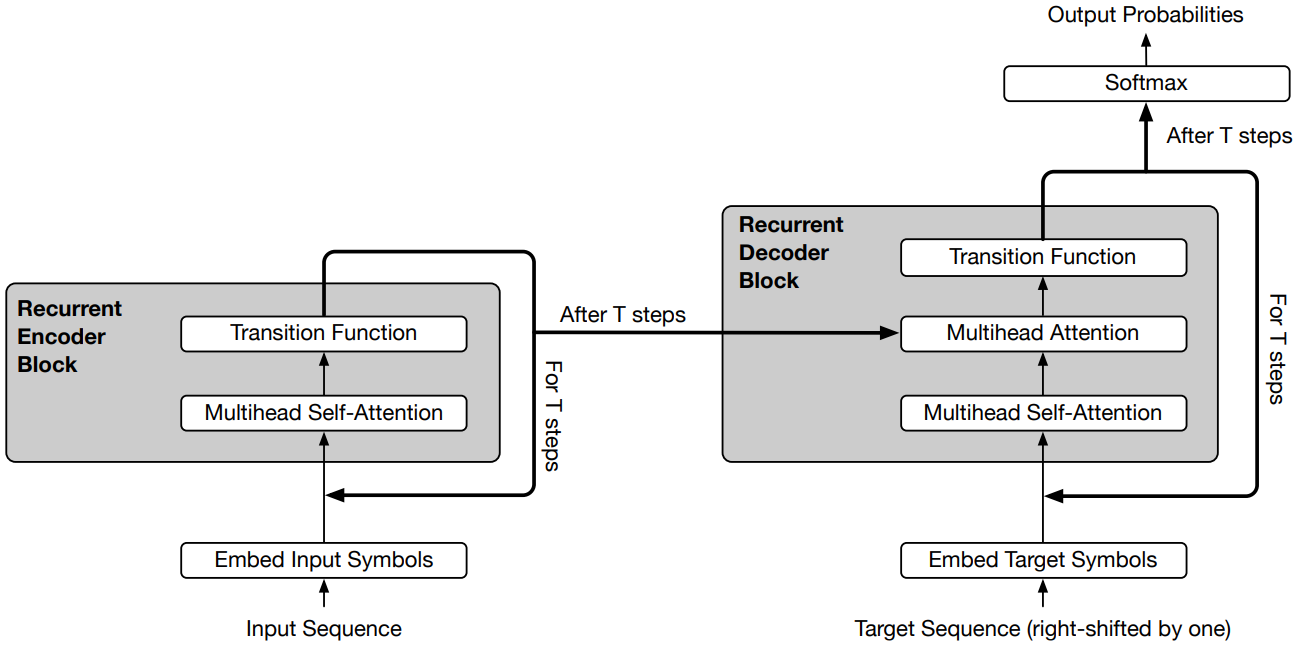 Output Probabilities
Softmax
After T steps
Recurrent
Decoder
Block
Transition Function
Multihead Attention
Multihead Self-Attention
For T steps
Embed Target Symbols
Target Sequence (right-shifted by one)
After T steps
Recurrent
Encoder
Block
Transition Function
Multihead Self-Attention
For T steps
Embed Input Symbols
Input Sequence